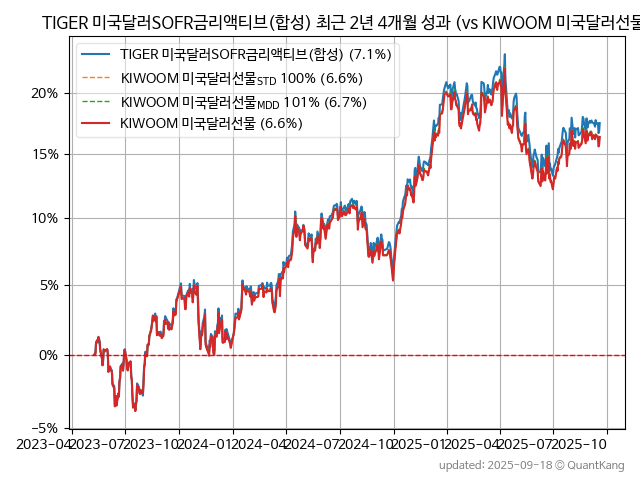 TIGER 미국달러SOFR금리액티브(합성) 최근 2년 4개월 성과 (vs KIWOOM 미국달러선물
TIGER 미국달러SOFR금리액티브(합성) (7.1%)
KIWOOM 미국달러선물STD 100% (6.6%)
KIWOOM 미국달러선물MDD 101% (6.7%)
KIWOOM 미국달러선물 (6.6%)
20%
15%
10%
5%
0%
−5%
2023-04 2023-07 2023-10 2024-01 2024-04 2024-07 2024-10 2025-01 2025-04 2025-07 2025-10
updated: 2025-09-18 © QuantKang